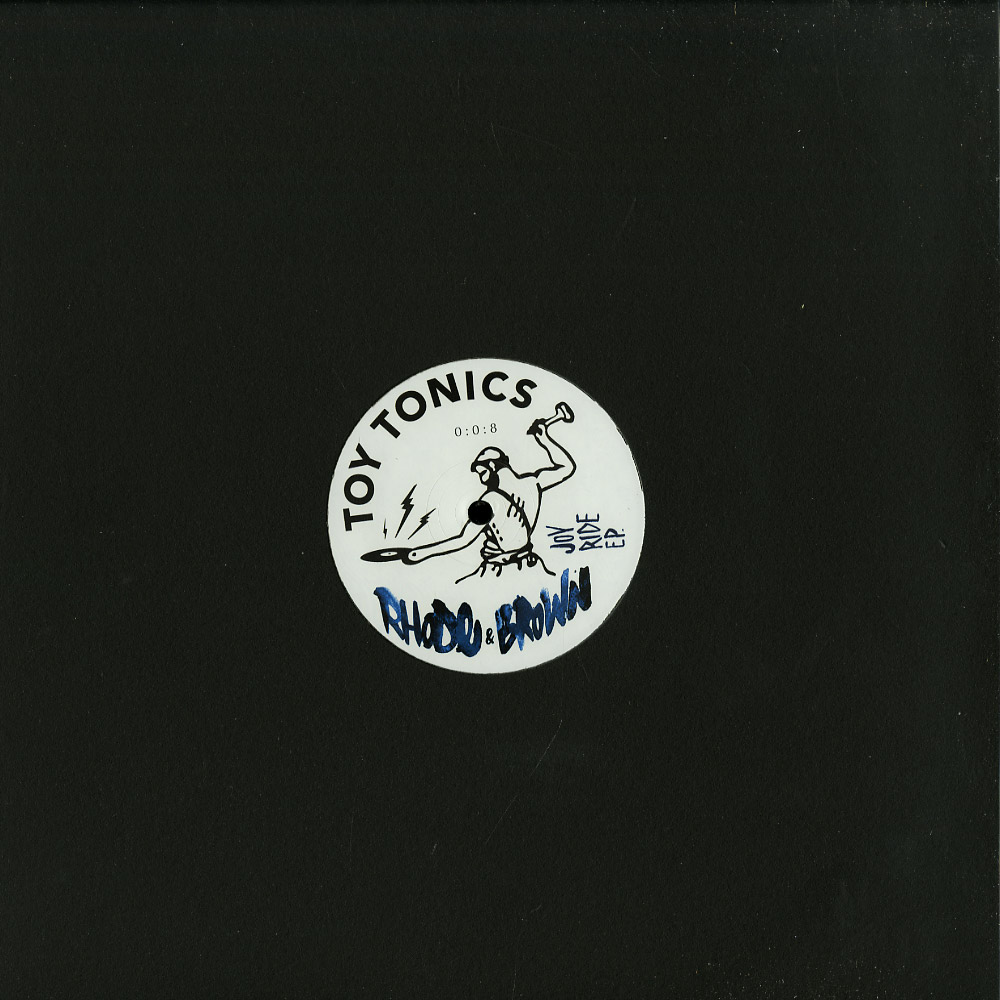 TOY TONICS
0:0:8
JOY
RIDE
E.P.
RHODE & BROWN